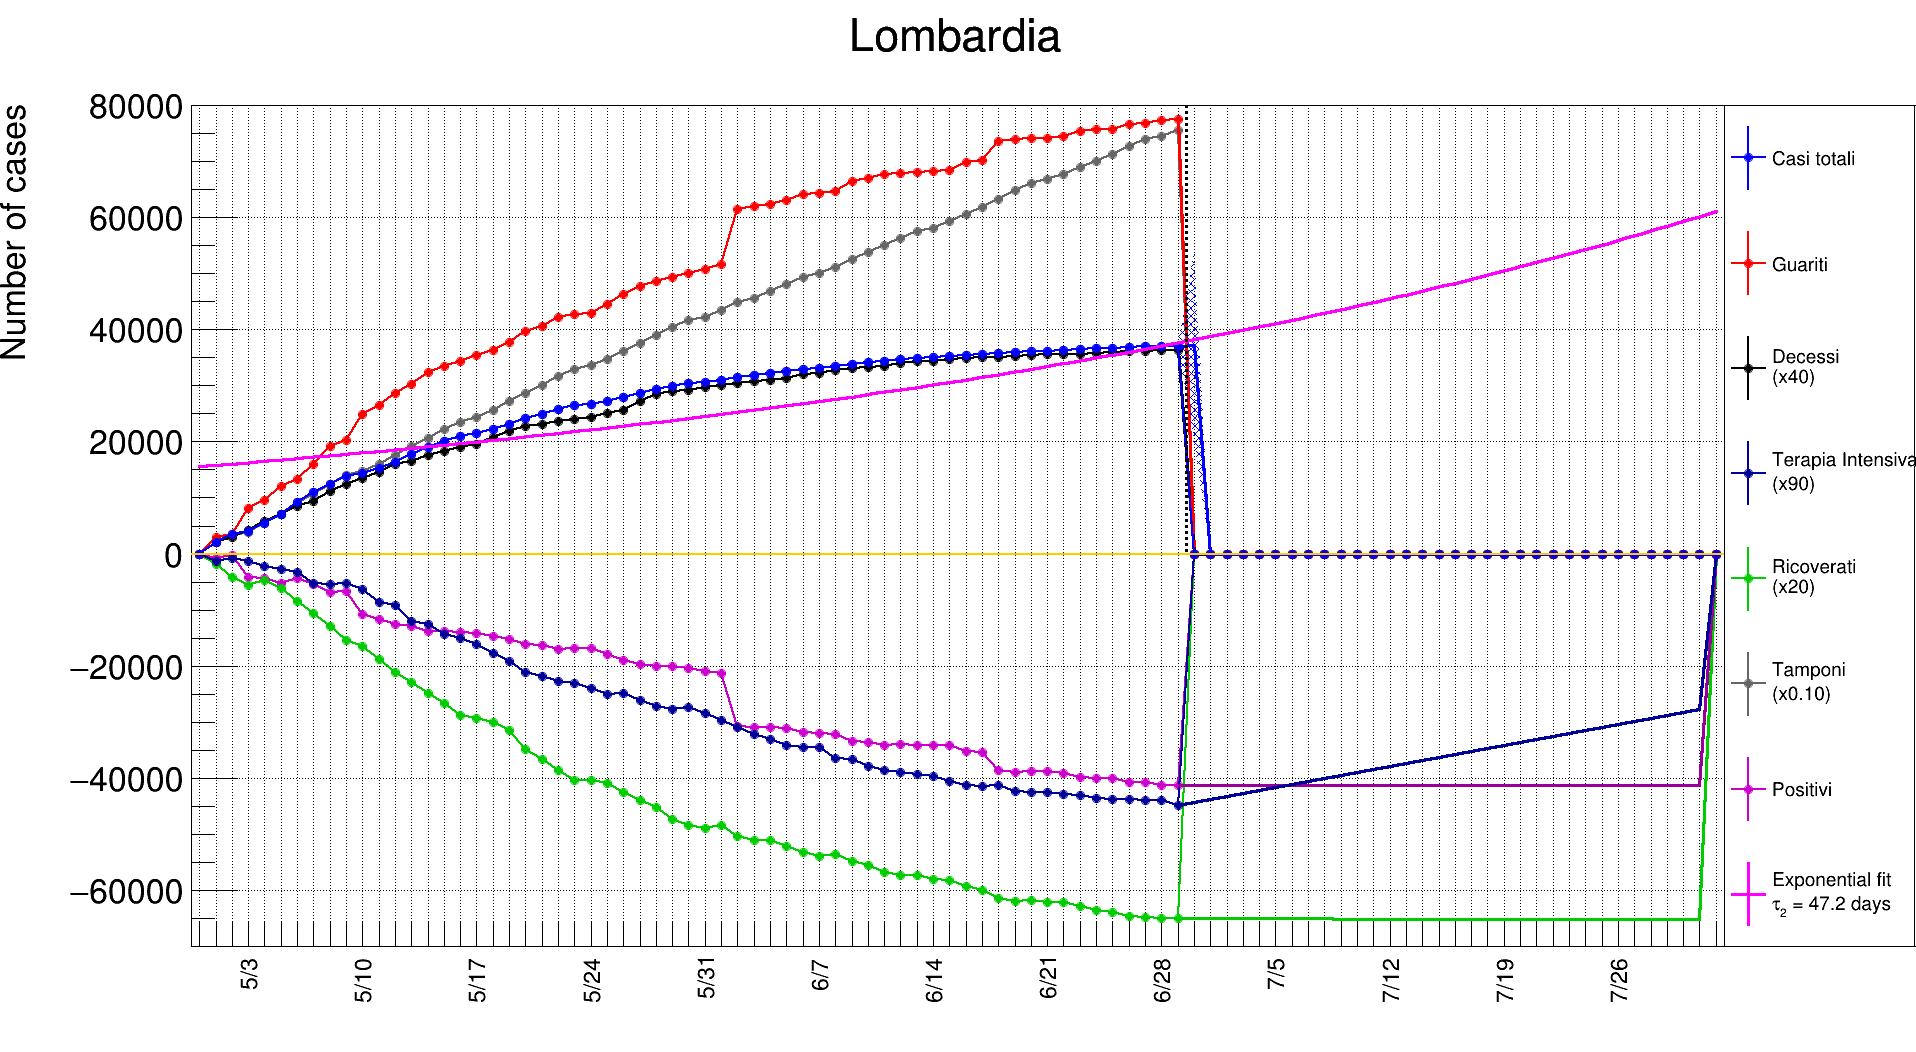 Lombardia
Number of cases
80000
60000
40000
20000
0
−20000
−40000
−60000
5/3
5/10
5/17
5/24
5/31
6/7
6/14
6/21
6/28
7/5
7/12
7/19
7/26
Casi totali
Guariti
Decessi
(x40)
Terapia Intensiva
(x90)
Ricoverati
(x20)
Tamponi
(x0.10)
Positivi
Exponential fit
τ2 = 47.2 days